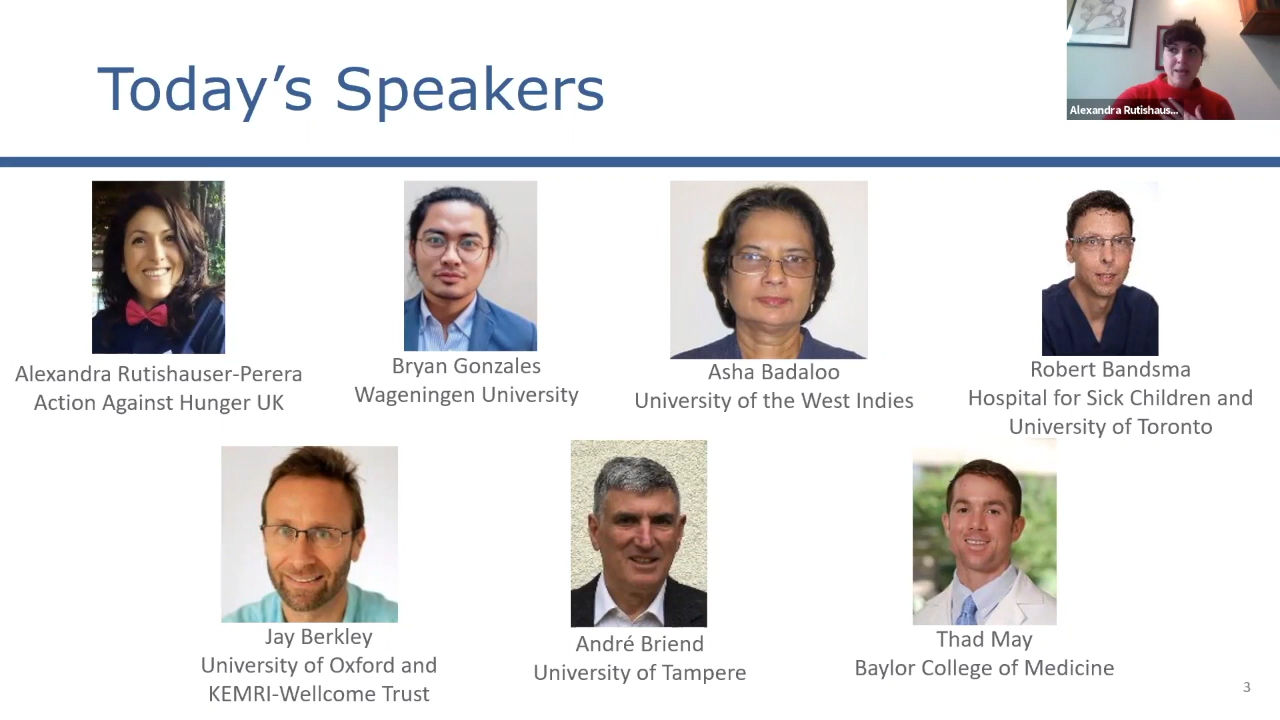 Today's Speakers
Alexandra Rutishaus...
Alexandra Rutishauser-Perera
Action Against Hunger UK
Bryan Gonzales
Wageningen University
Asha Badaloo
University of the West Indies
Robert Bandsma
Hospital for Sick Children and
University of Toronto
Jay Berkley
University of Oxford and
KEMRI-Wellcome Trust
André Briend
University of Tampere
Thad May
Baylor College of Medicine
3